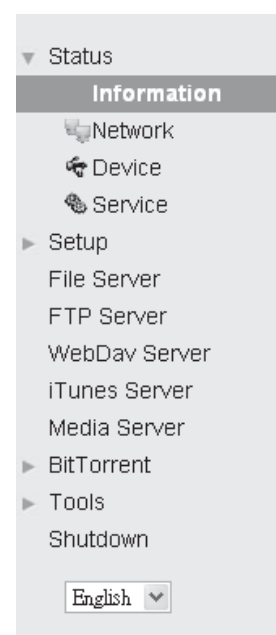 Status
Information
Network
Device
Service
Setup
File Server
FTP Server
WebDav Server
iTunes Server
Media Server
BitTorrent
Tools
Shutdown
English